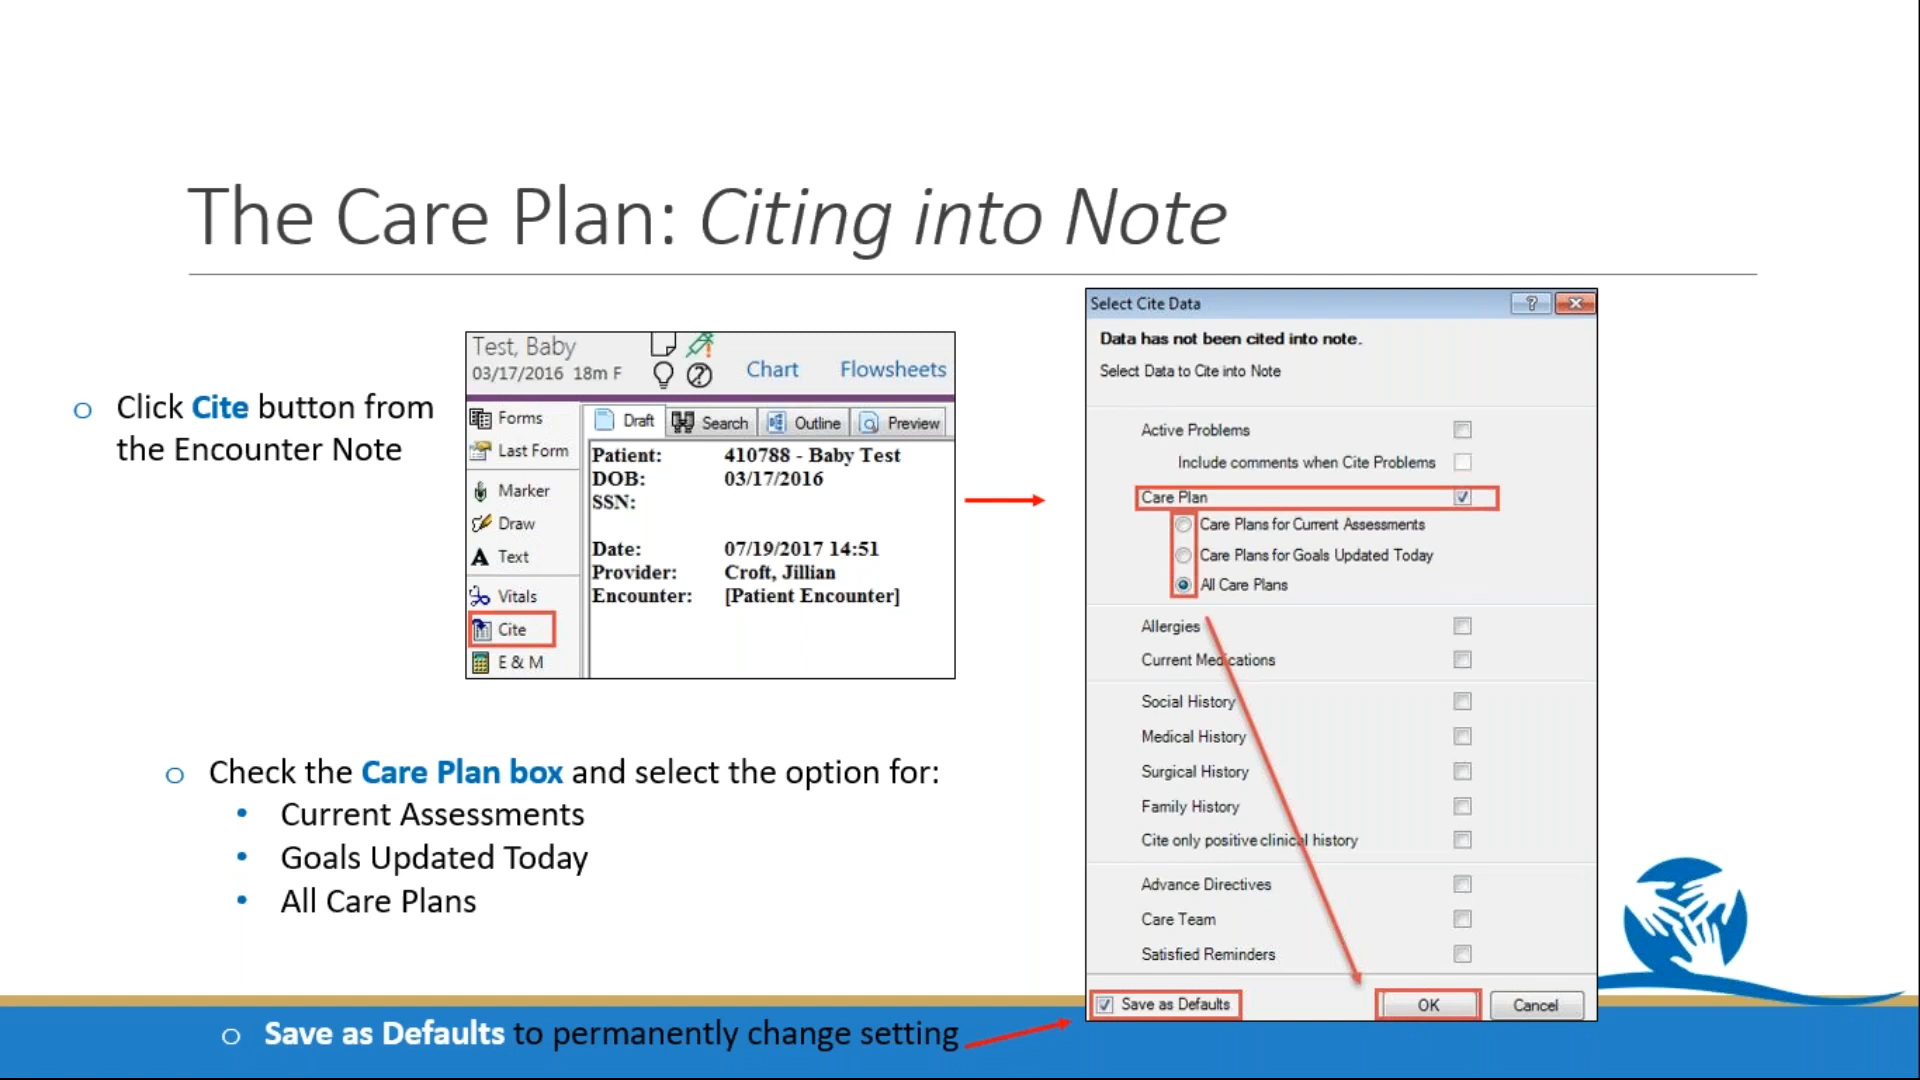 The Care Plan: Citing into Note
Click Cite button from
the Encounter Note
Test, Baby
03/17/2016 18m F
Chart
Flowsheets
Forms
Last Form
Marker
Draw
Text
Vitals
Cite
E & M
Draft
Search
Outline
Preview
Patient: 410788 - Baby Test
DOB: 03/17/2016
SSN:
Date: 07/19/2017 14:51
Provider: Croft, Jillian
Encounter: [Patient Encounter]
Check the Care Plan box and select the option for:
Current Assessments
Goals Updated Today
All Care Plans
Save as Defaults to permanently change setting
Select Cite Data
Data has not been cited into note.
Select Data to Cite into Note
Active Problems
Include comments when Cite Problems
Care Plan
Care Plans for Current Assessments
Care Plans for Goals Updated Today
All Care Plans
Allergies
Current Medications
Social History
Medical History
Surgical History
Family History
Cite only positive clinical history
Advance Directives
Care Team
Satisfied Reminders
Save as Defaults
OK
Cancel